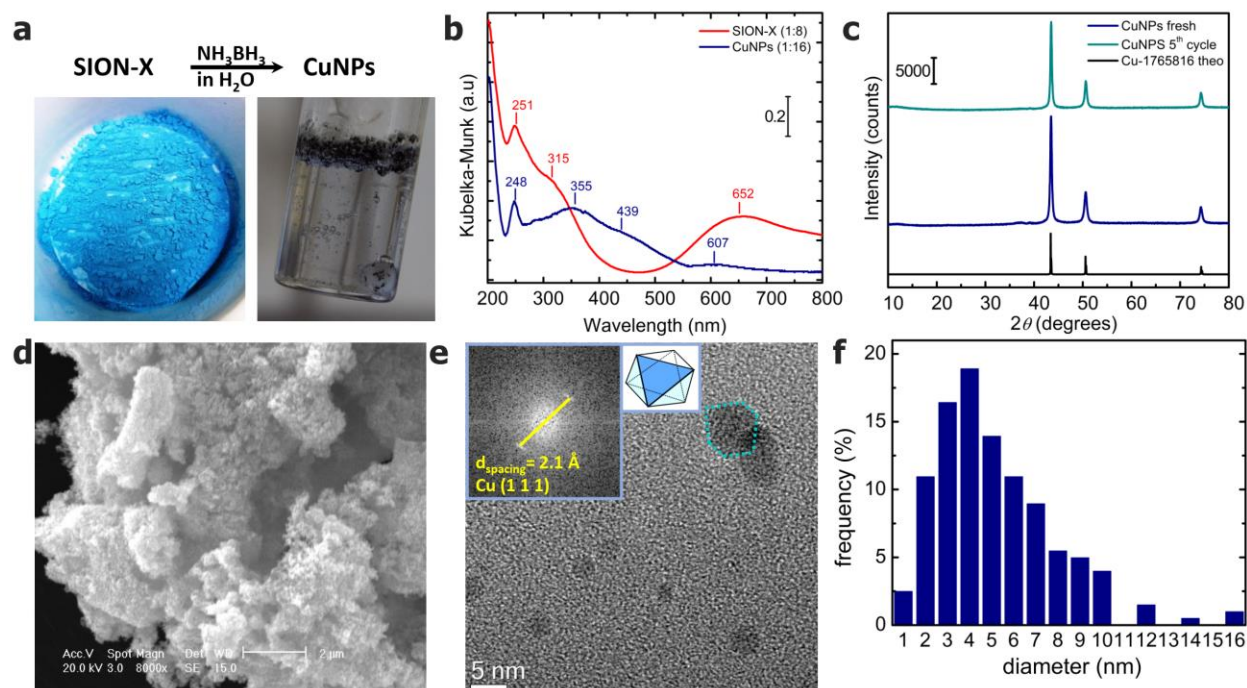 a
SION-X
NH3BH3
in H2O
CuNPs
b
SION-X (1:8)
CuNPs (1:16)
0.2
251
315
652
248
355
439
607
Kubelka-Munk (a.u
200 300 400 500 600 700 800
Wavelength (nm)
c
CuNPs fresh
CuNPS 5th cycle
Cu-1765816 theo
5000
Intensity (counts)
10 20 30 40 50 60 70 80
2θ (degrees)
d
Acc.V Spot Magn Det WD
20.0 kV 3.0 8000x SE 15.0 2 µm
e
dspacing= 2.1 Å
Cu (1 1 1)
5 nm
f
20
15
10
5
0
frequency (%)
1 2 3 4 5 6 7 8 9 10 11 12 13 14 15 16
diameter (nm)